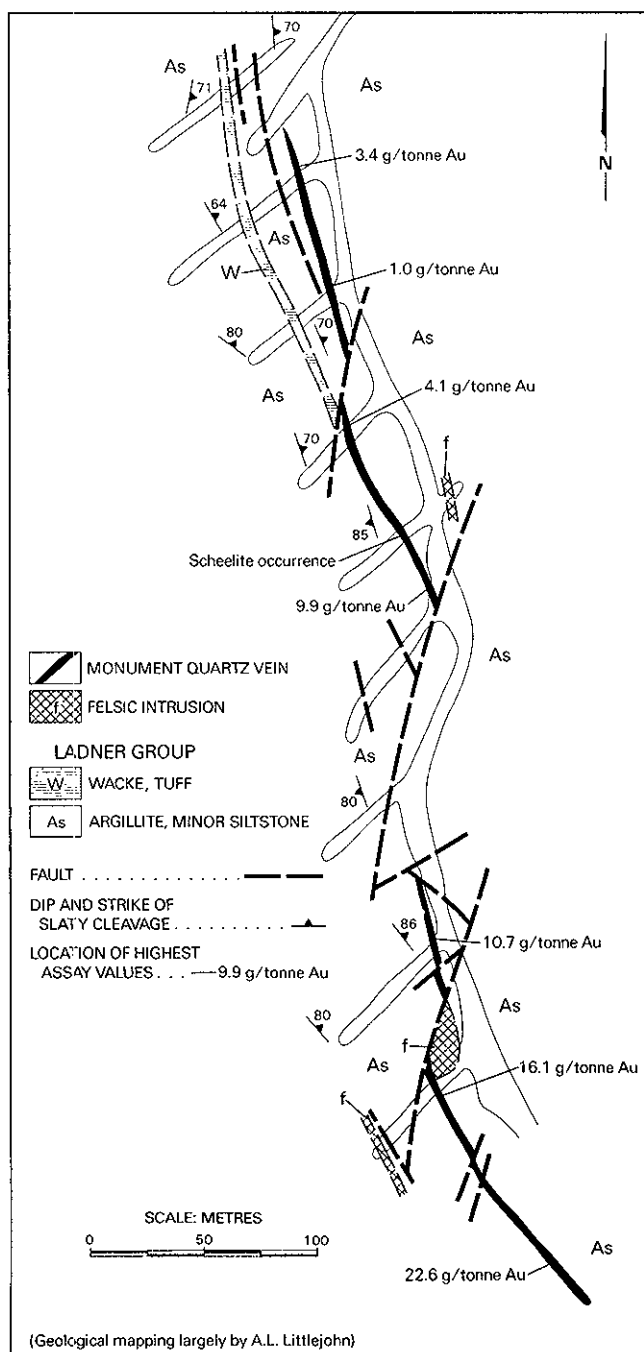 70
As
As
71
3.4 g/tonne Au
N
64
As
W
1.0 g/tonne Au
80
70
As
As
4.1 g/tonne Au
70
f
85
Scheelite occurrence
9.9 g/tonne Au
As
MONUMENT QUARTZ VEIN
f FELSIC INTRUSION
LADNER GROUP
As
W WACKE, TUFF
80
As ARGILLITE, MINOR SILTSTONE
FAULT . . . . . . . . . . . . .
DIP AND STRIKE OF
SLATY CLEAVAGE . . . . . . . . . .
86
10.7 g/tonne Au
LOCATION OF HIGHEST
ASSAY VALUES . . . 9.9 g/tonne Au
80
As
f
As
16.1 g/tonne Au
f
SCALE: METRES
0 50 100
As
22.6 g/tonne Au
(Geological mapping largely by A.L. Littlejohn)